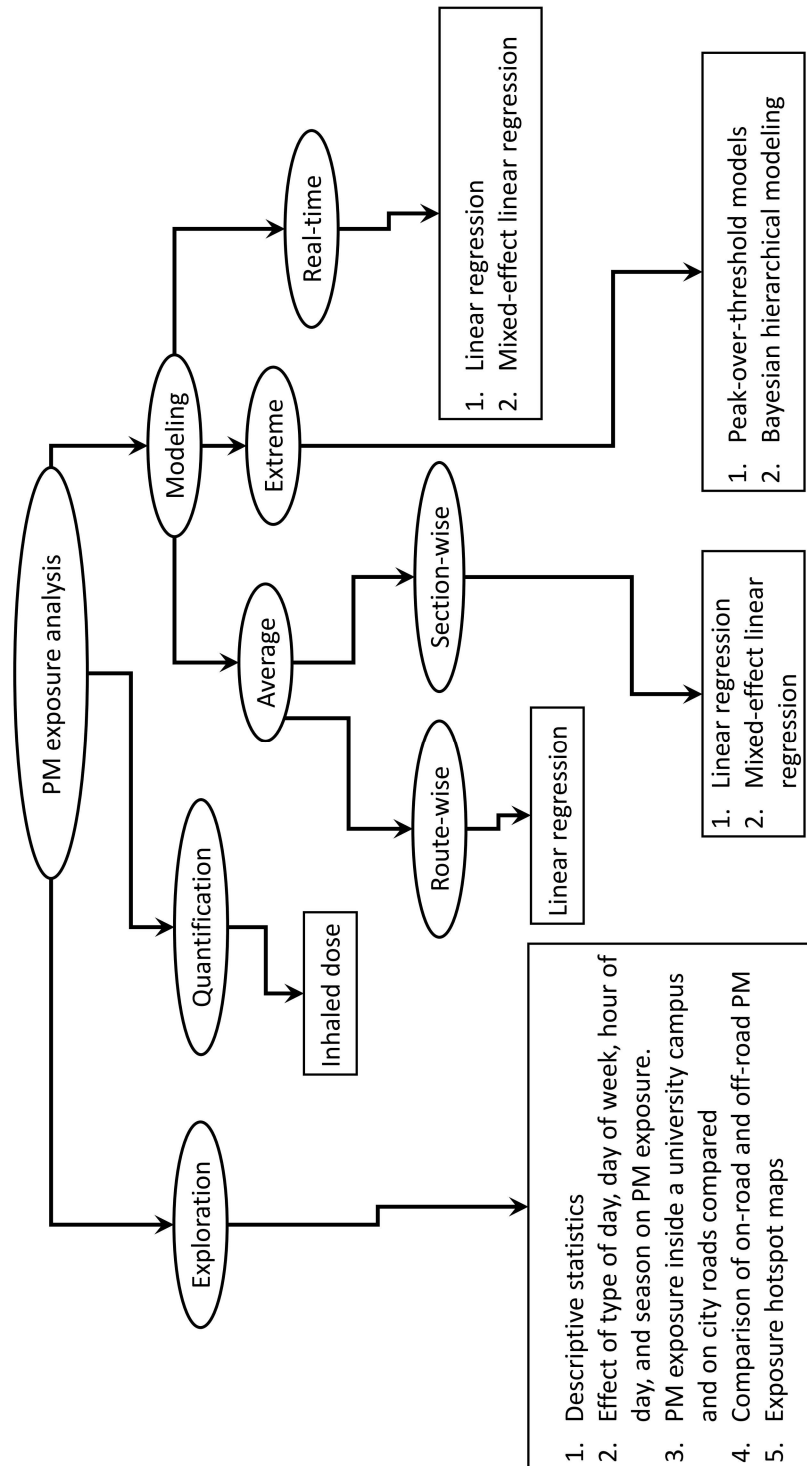 PM exposure analysis
Exploration
Quantification
Modeling
Inhaled dose
Average
Extreme
Real-time
Route-wise
Section-wise
1. Descriptive statistics
2. Effect of type of day, day of week, hour of
day, and season on PM exposure.
3. PM exposure inside a university campus
and on city roads compared
4. Comparison of on-road and off-road PM
5. Exposure hotspot maps
Linear regression
1. Linear regression
2. Mixed-effect linear
regression
1. Peak-over-threshold models
2. Bayesian hierarchical modeling
1. Linear regression
2. Mixed-effect linear regression